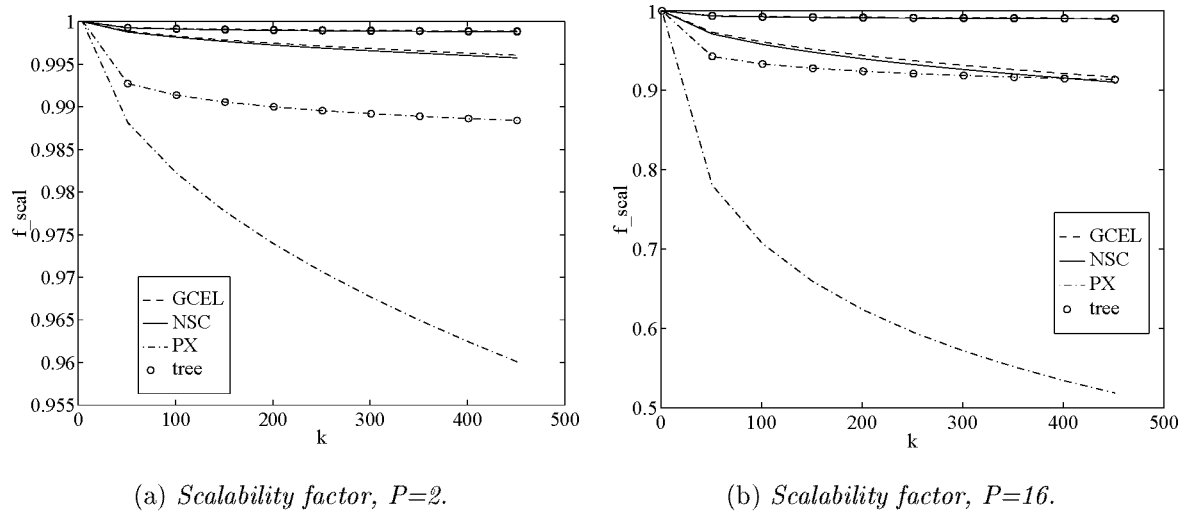 1
0.995
0.99
0.985
0.98
0.975
0.97
0.965
0.96
0.955
f_scal
GCEL
NSC
PX
tree
0
100
200
300
400
500
k
(a) Scalability factor, P=2.
1
0.9
0.8
0.7
0.6
0.5
f_scal
GCEL
NSC
PX
tree
0
100
200
300
400
500
k
(b) Scalability factor, P=16.